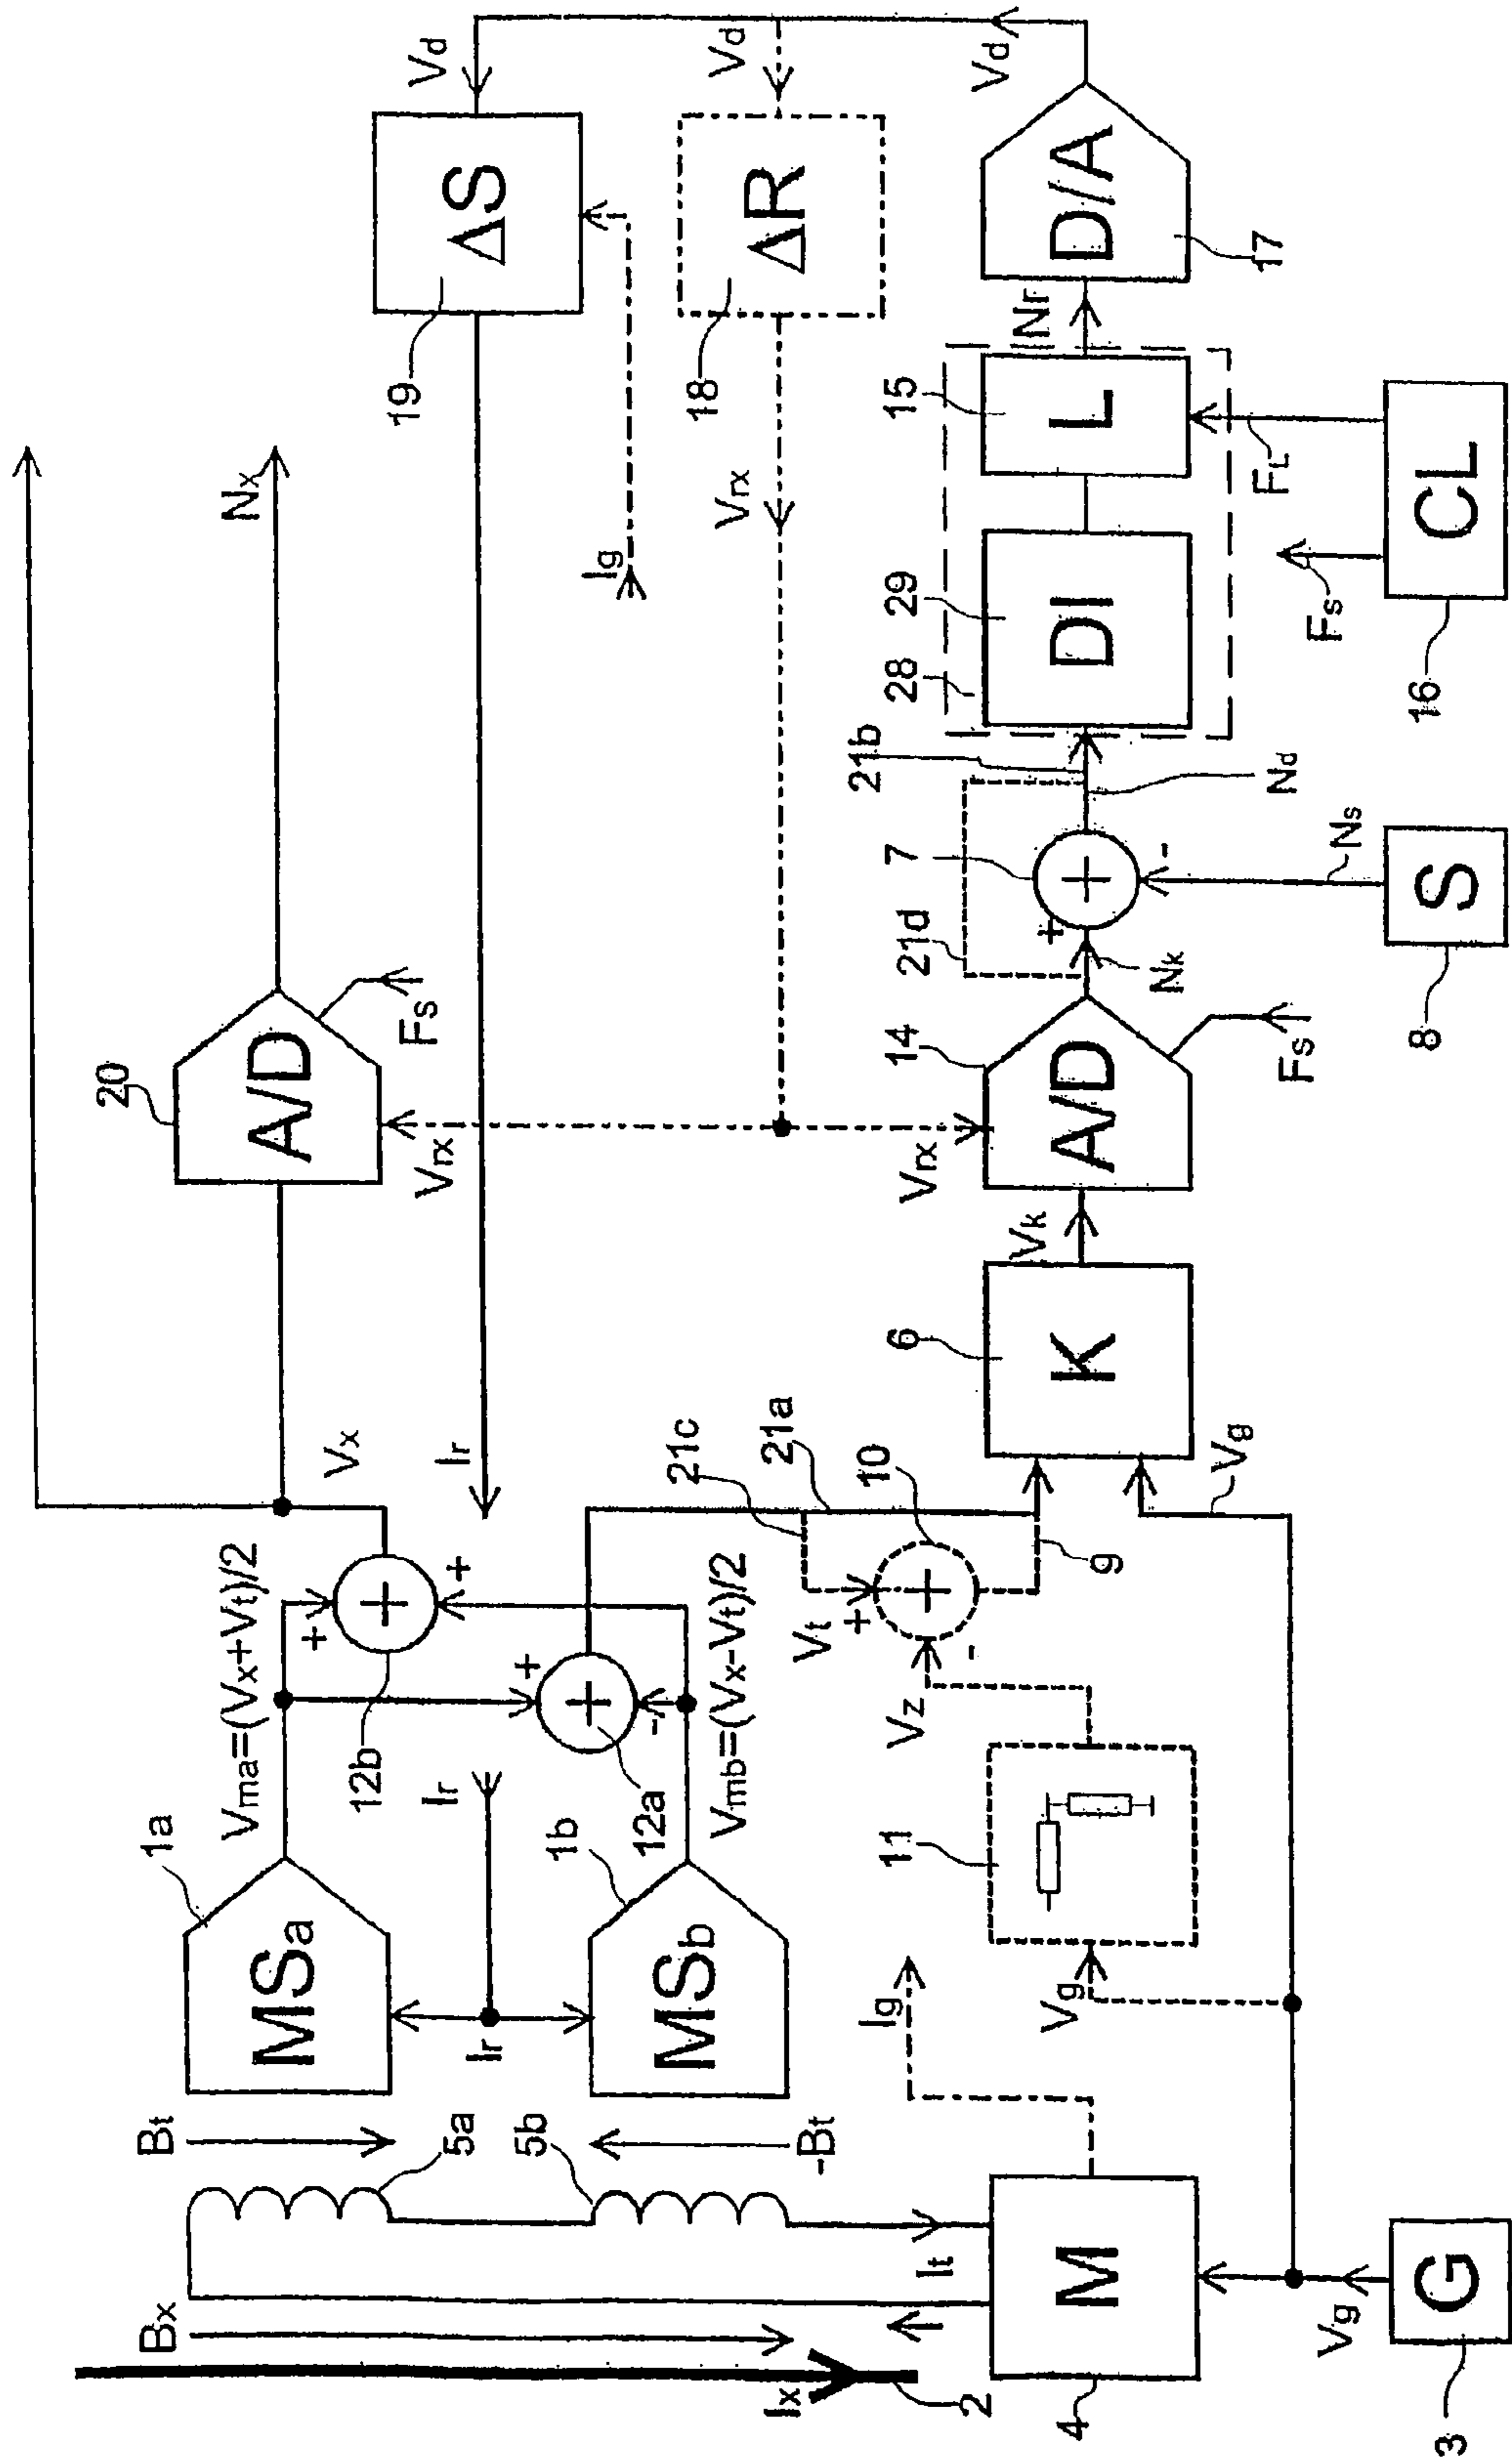 Ix
Bx
Bt
-Bt
5a
5b
It
2
M
4
G
3
Vg
MSa
1a
MSb
1b
Ir
Ir
Ir
Vma=(Vx+Vt)/2
12b
+
+
+
12a
+
-
+
Vmb=(Vx-Vt)/2
Vx
Ig
Vg
11
Vz
Vt
+
-
+
10
21c
21a
9
Vg
K
6
Vk
A/D
20
Vrx
Fs
Nx
A/D
14
Vrx
Fs
Nk
21d
+
+
-
7
Nd
21b
Ns
S
8
28
29
DI
15
L
Nr
FL
Fs
CL
16
D/A
17
Vd
Vd
Vd
ΔS
19
Ig
ΔR
18
Vrx